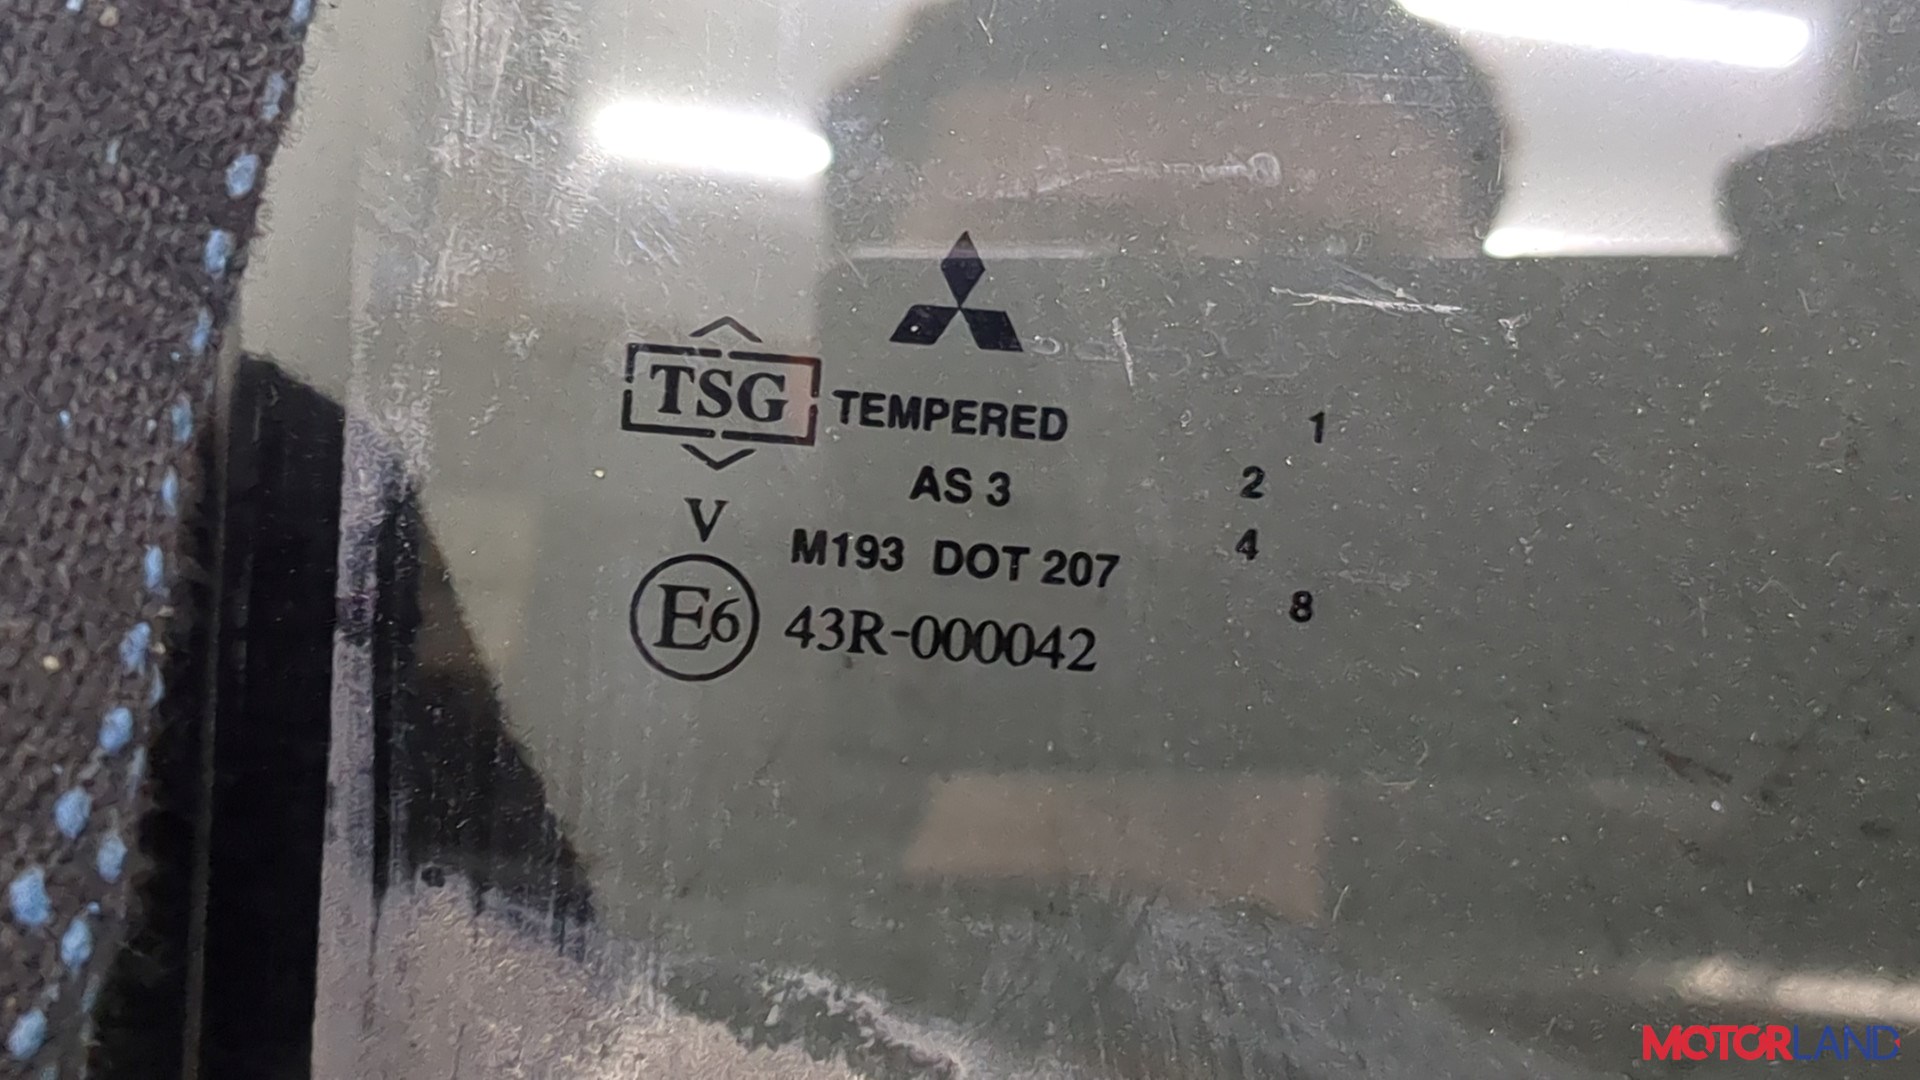 TSG TEMPERED
AS 3
V
M193 DOT 207
E6 43R-000042
1
2
4
8
MOTORLAND